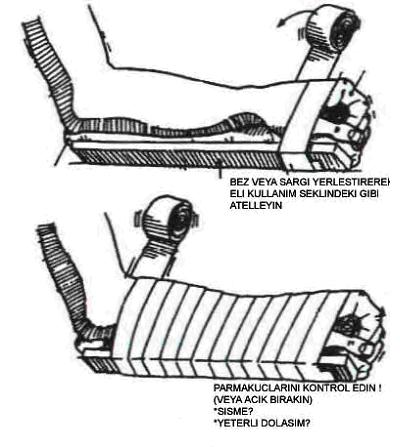 BEZ VEYA SARGI YERLESTIREREK
ELI KULLANIM SEKLINDEKI GIBI
ATELLEYIN
PARMAKUCLARINI KONTROL EDIN !
(VEYA ACIK BIRAKIN)
*SISME?
*YETERLI DOLASIM?